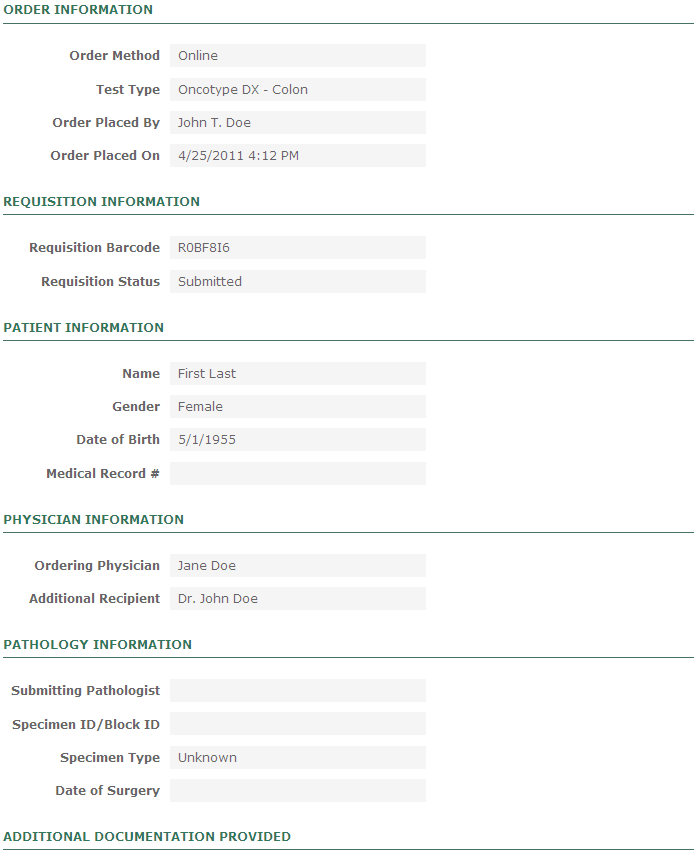 ORDER INFORMATION
Order Method Online
Test Type Oncotype DX - Colon
Order Placed By John T. Doe
Order Placed On 4/25/2011 4:12 PM
REQUISITION INFORMATION
Requisition Barcode R0BF8I6
Requisition Status Submitted
PATIENT INFORMATION
Name First Last
Gender Female
Date of Birth 5/1/1955
Medical Record #
PHYSICIAN INFORMATION
Ordering Physician Jane Doe
Additional Recipient Dr. John Doe
PATHOLOGY INFORMATION
Submitting Pathologist
Specimen ID/Block ID
Specimen Type Unknown
Date of Surgery
ADDITIONAL DOCUMENTATION PROVIDED